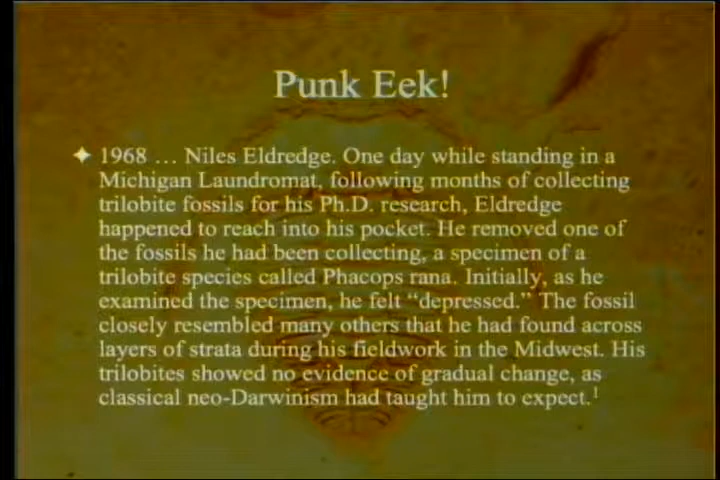 Punk Eek!
✦ 1968 … Niles Eldredge. One day while standing in a
Michigan Laundromat, following months of collecting
trilobite fossils for his Ph.D. research, Eldredge
happened to reach into his pocket. He removed one of
the fossils he had been collecting, a specimen of a
trilobite species called Phacops rana. Initially, as he
examined the specimen, he felt “depressed.” The fossil
closely resembled many others that he had found across
layers of strata during his fieldwork in the Midwest. His
trilobites showed no evidence of gradual change, as
classical neo-Darwinism had taught him to expect.¹